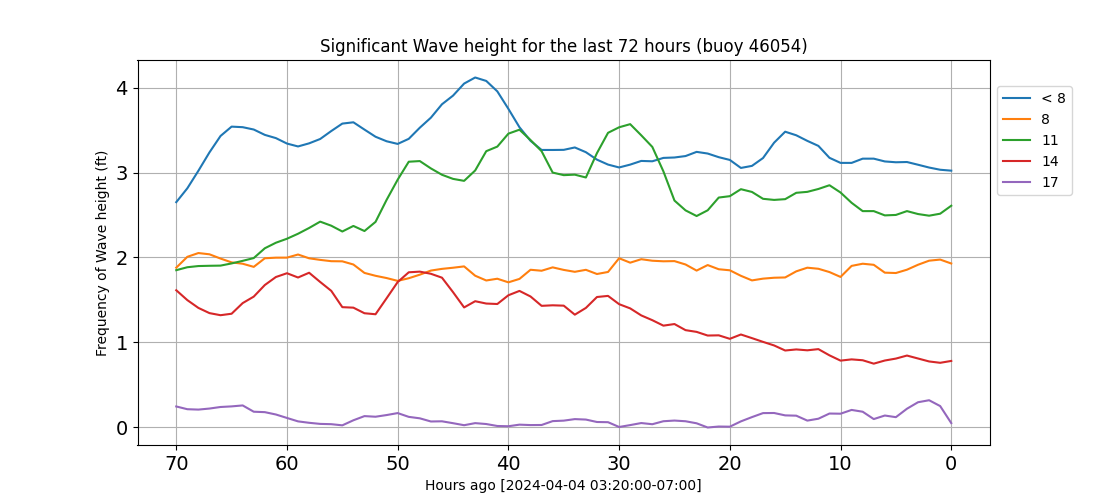 Significant Wave height for the last 72 hours (buoy 46054)
Frequency of Wave height (ft)
4
3
2
1
0
70 60 50 40 30 20 10 0
Hours ago [2024-04-04 03:20:00-07:00]
< 8
8
11
14
17